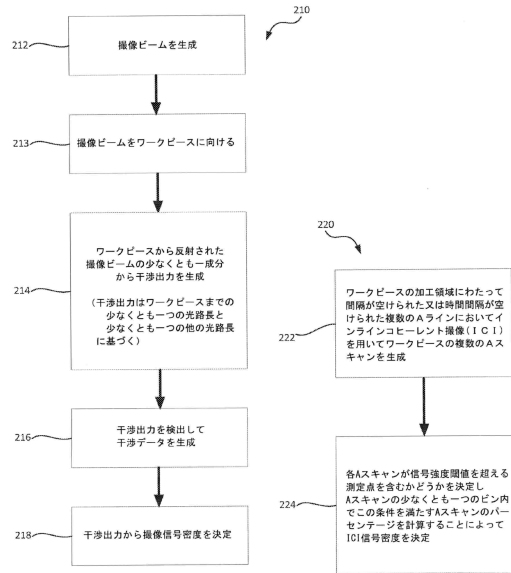 210
212
撮像ビームを生成
213
撮像ビームをワークピースに向ける
214
ワークピースから反射された
撮像ビームの少なくとも一成分
から干渉出力を生成
(干渉出力はワークピースまでの
少なくとも一つの光路長と
少なくとも一つの他の光路長
に基づく)
216
干渉出力を検出して
干渉データを生成
218
干渉出力から撮像信号密度を決定
220
222
ワークピースの加工領域にわたって
間隔が空けられた又は時間間隔が
空けられた複数のAラインにおいてイ
ンラインコヒーレント撮像(ICI)
を用いてワークピースの複数のAス
キャンを生成
224
各Aスキャンが信号強度閾値を超える
測定点を含むかどうかを決定し
Aスキャンの少なくとも一つのビン内
でこの条件を満たすAスキャンのパー
センテージを計算することによって
ICI信号密度を決定